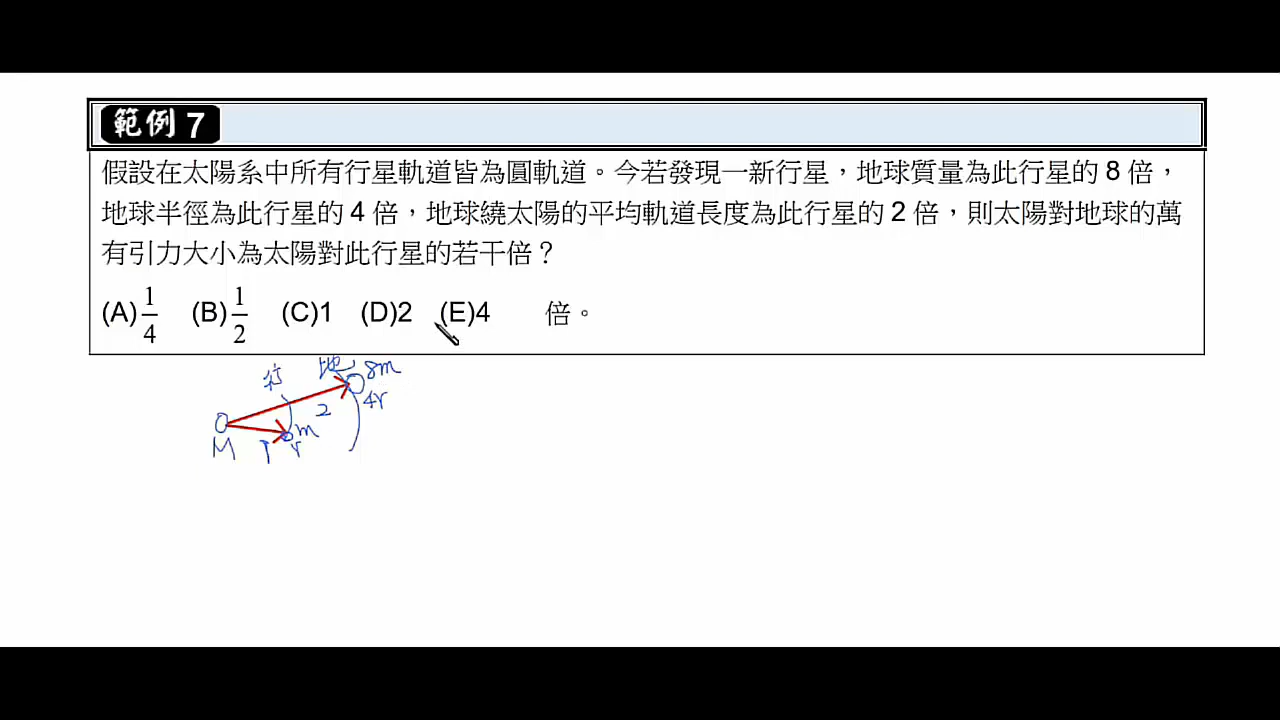 範例 7
假設在太陽系中所有行星軌道皆為圓軌道。今若發現一新行星，地球質量為此行星的 8 倍，
地球半徑為此行星的 4 倍，地球繞太陽的平均軌道長度為此行星的 2 倍，則太陽對地球的萬
有引力大小為太陽對此行星的若干倍？
(A) 1/4 (B) 1/2 (C)1 (D)2 (E)4 倍。
行 地 8m
4r
2
M 1 m
r